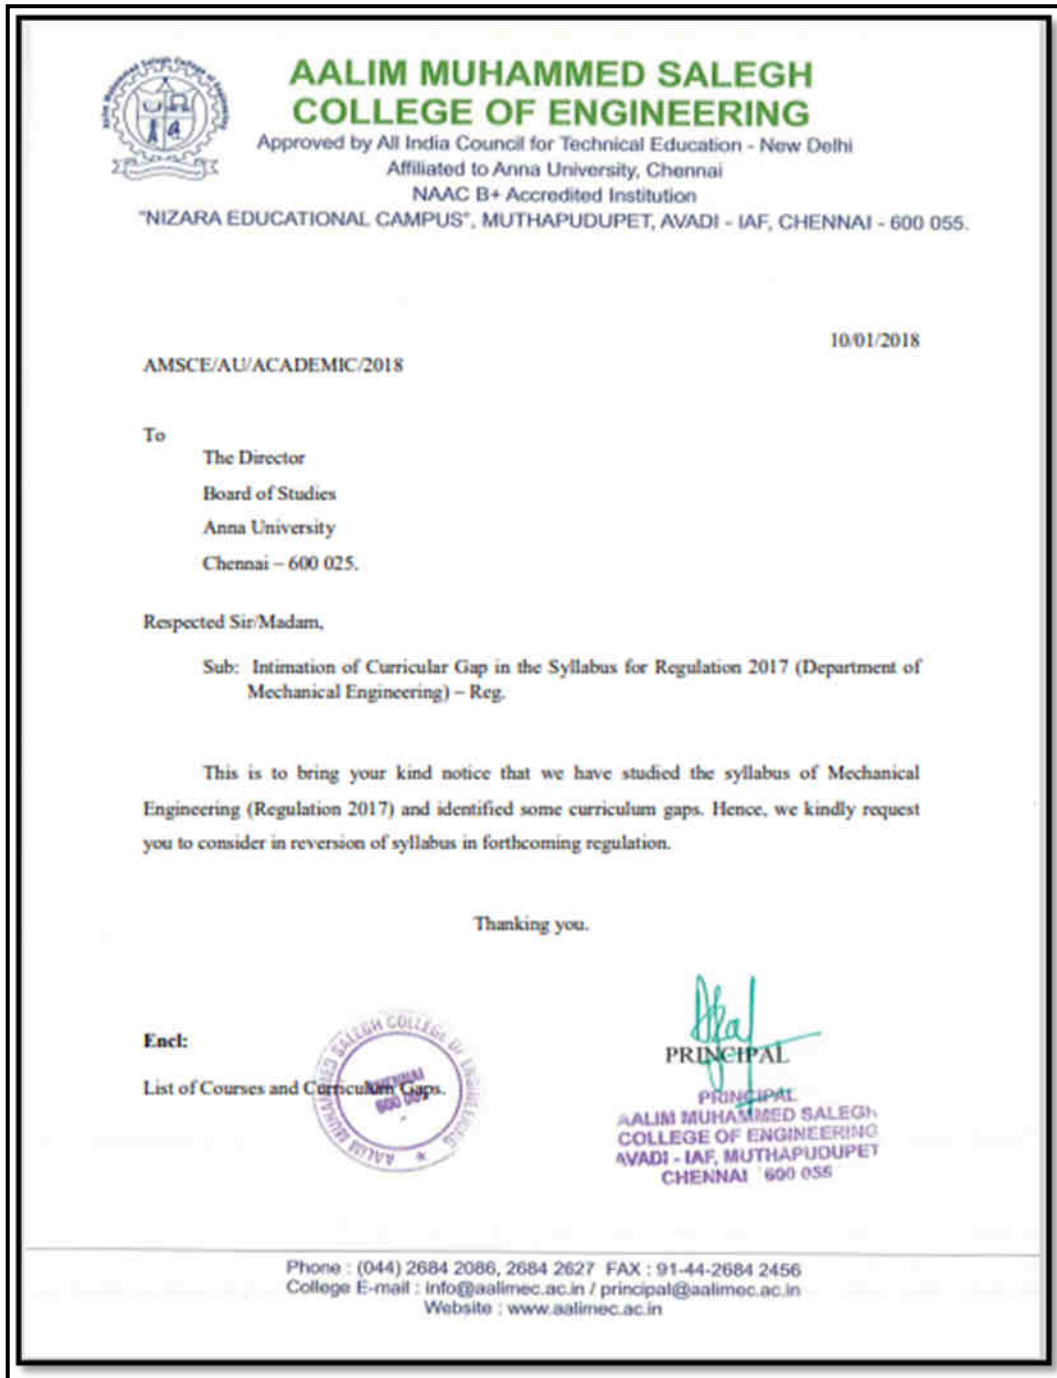 AALIM MUHAMMED SALEGH
COLLEGE OF ENGINEERING
Approved by All India Council for Technical Education - New Delhi
Affiliated to Anna University, Chennai
NAAC B+ Accredited Institution
"NIZARA EDUCATIONAL CAMPUS", MUTHAPUDUPET, AVADI - IAF, CHENNAI - 600 055.
10/01/2018
AMSCE/AU/ACADEMIC/2018
To
The Director
Board of Studies
Anna University
Chennai – 600 025.
Respected Sir/Madam,
Sub: Intimation of Curricular Gap in the Syllabus for Regulation 2017 (Department of
Mechanical Engineering) – Reg.
This is to bring your kind notice that we have studied the syllabus of Mechanical
Engineering (Regulation 2017) and identified some curriculum gaps. Hence, we kindly request
you to consider in reversion of syllabus in forthcoming regulation.
Thanking you.
Encl:
List of Courses and Curriculum Gaps.
AALIM MUHAMMED SALEGH COLLEGE OF ENGINEERING
CHENNAI
AVADI
PRINCIPAL
PRINCIPAL
AALIM MUHAMMED SALEGH
COLLEGE OF ENGINEERING
AVADI - IAF, MUTHAPUDUPET
CHENNAI 600 055
Phone : (044) 2684 2086, 2684 2627 FAX : 91-44-2684 2456
College E-mail : info@aalimec.ac.in / principal@aalimec.ac.in
Website : www.aalimec.ac.in